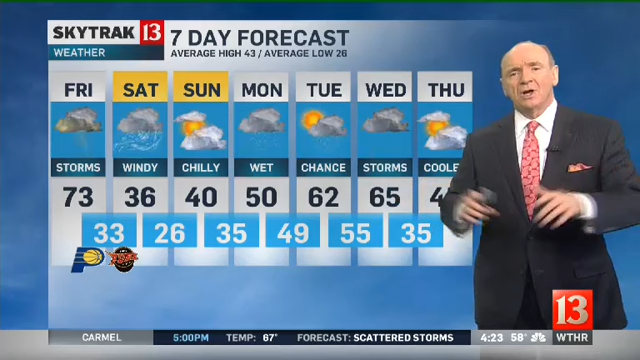 SKYTRAK 13
WEATHER
7 DAY FORECAST
AVERAGE HIGH 43 / AVERAGE LOW 26
FRI SAT SUN MON TUE WED THU
STORMS WINDY CHILLY WET CHANCE STORMS COOLE
73 36 40 50 62 65 4
33 26 35 49 55 35
13
CARMEL 5:00PM TEMP: 67° FORECAST: SCATTERED STORMS 4:23 58° WTHR